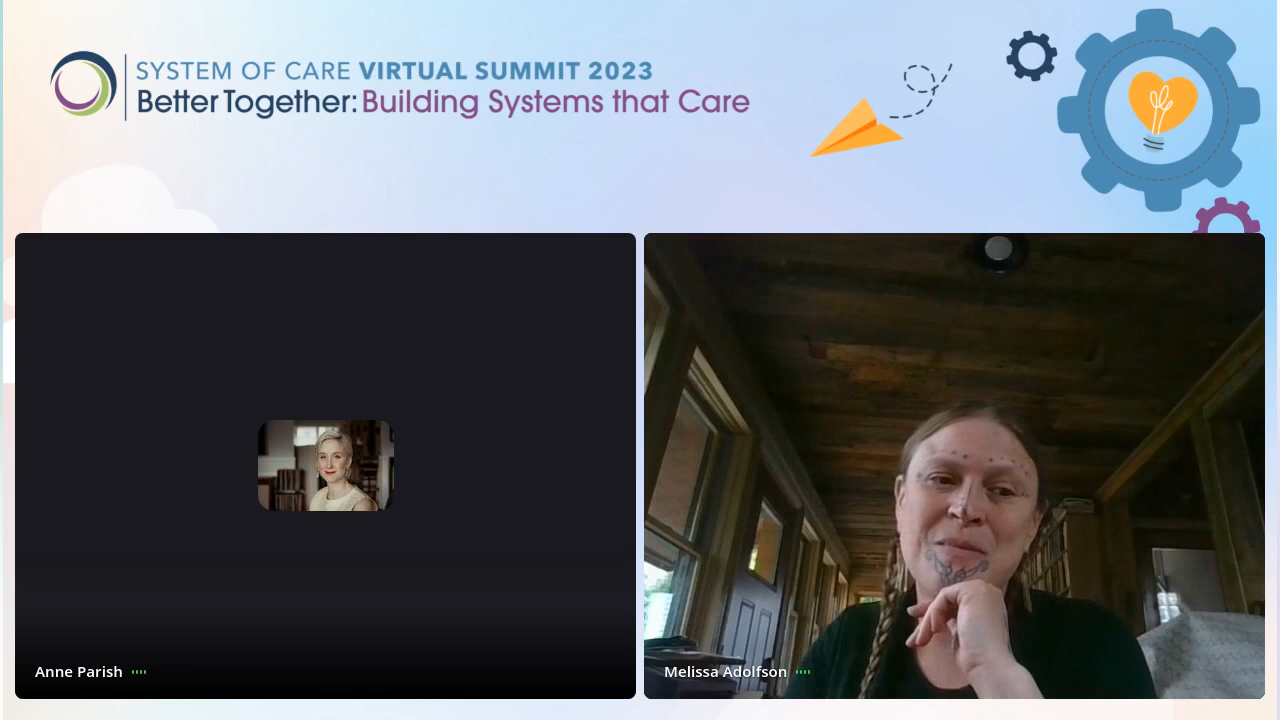 SYSTEM OF CARE VIRTUAL SUMMIT 2023
Better Together: Building Systems that Care
Anne Parish
Melissa Adolfson